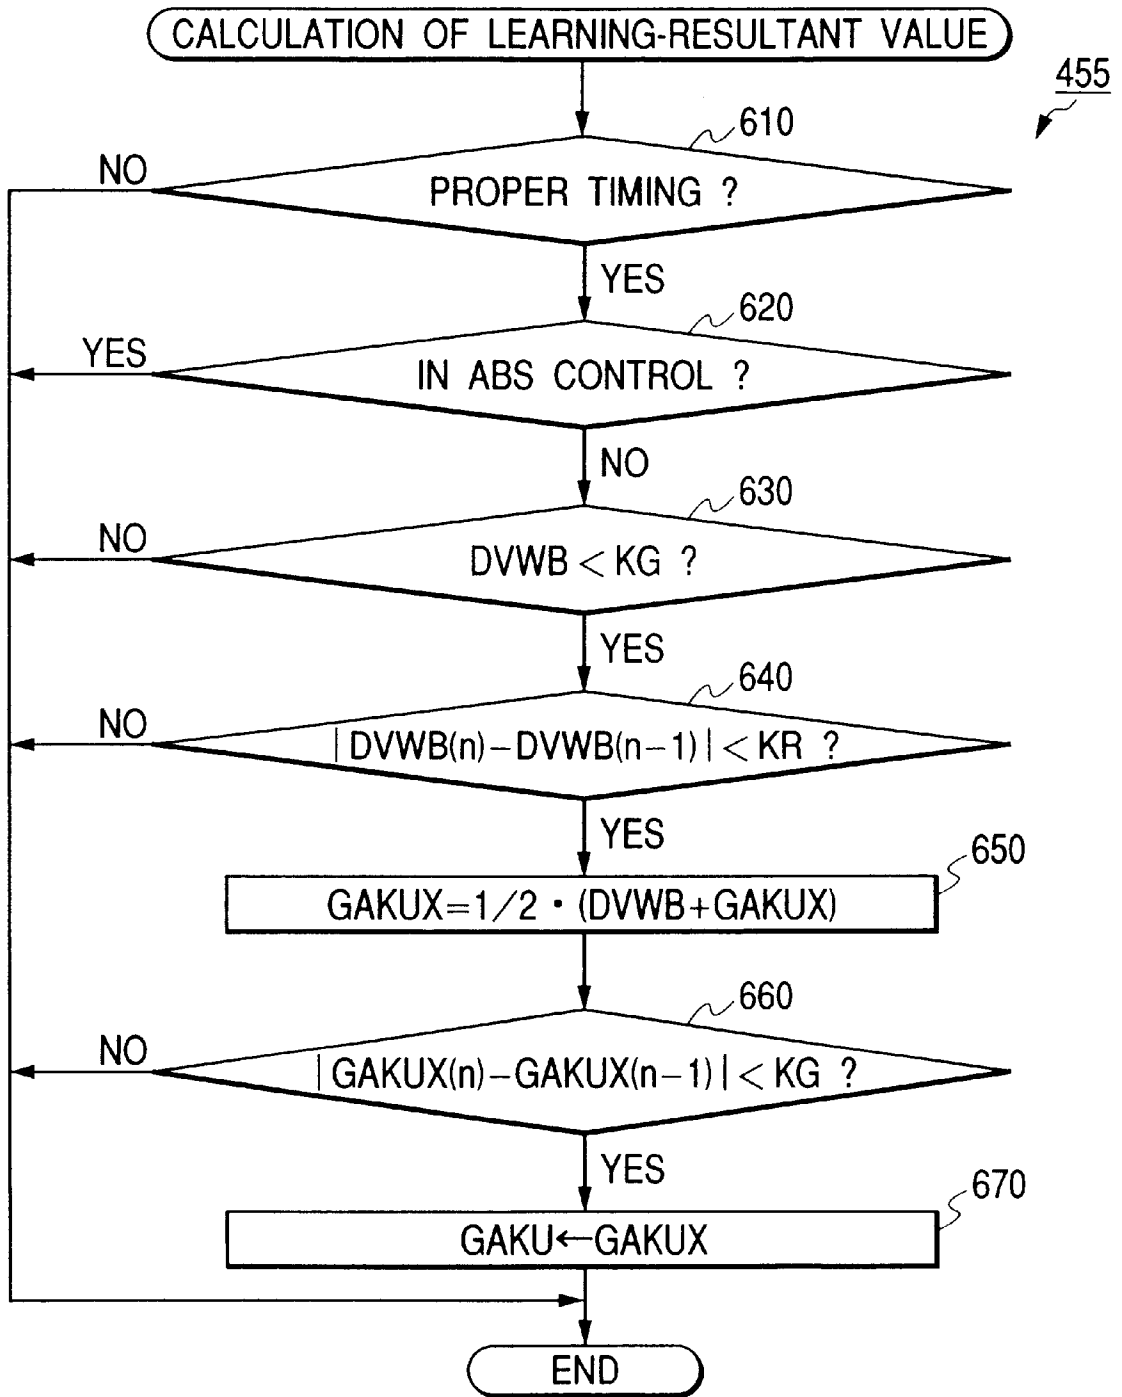 CALCULATION OF LEARNING-RESULTANT VALUE
455
610
NO
PROPER TIMING ?
YES
620
YES
IN ABS CONTROL ?
NO
630
NO
DVWB < KG ?
YES
640
NO
|DVWB(n)-DVWB(n-1)| < KR ?
YES
650
GAKUX=1/2 · (DVWB+GAKUX)
660
NO
|GAKUX(n)-GAKUX(n-1)| < KG ?
YES
670
GAKU←GAKUX
END